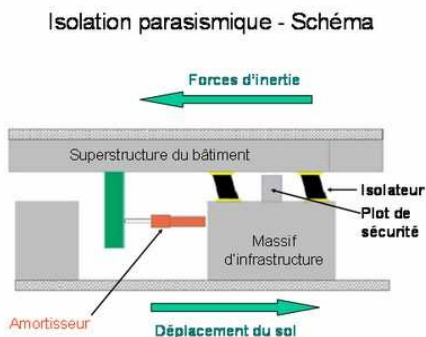 Isolation parasismique - Schéma
Forces d'inertie
Superstructure du bâtiment
Isolateur
Plot de
sécurité
Massif
d'infrastructure
Amortisseur
Déplacement du sol